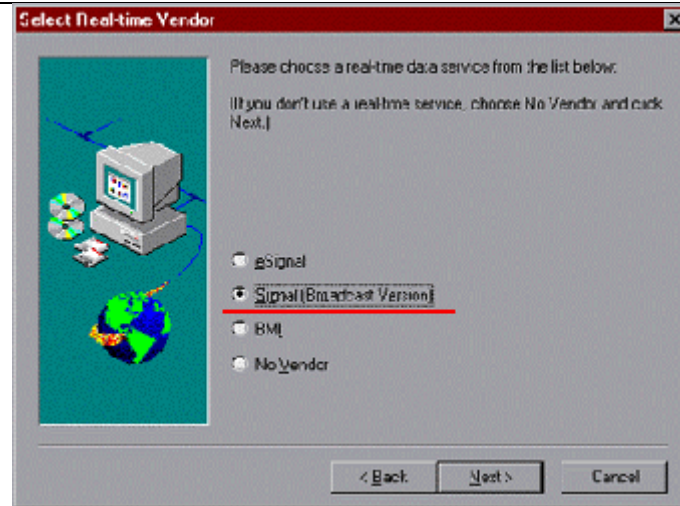 Select Real-time Vendor
Please choose a real-time data service from the list below.
(If you don't use a real-time service, choose No Vendor and click
Next.)
eSignal
Signal (Broadcast Version)
BMI
No Vendor
< Back
Next >
Cancel